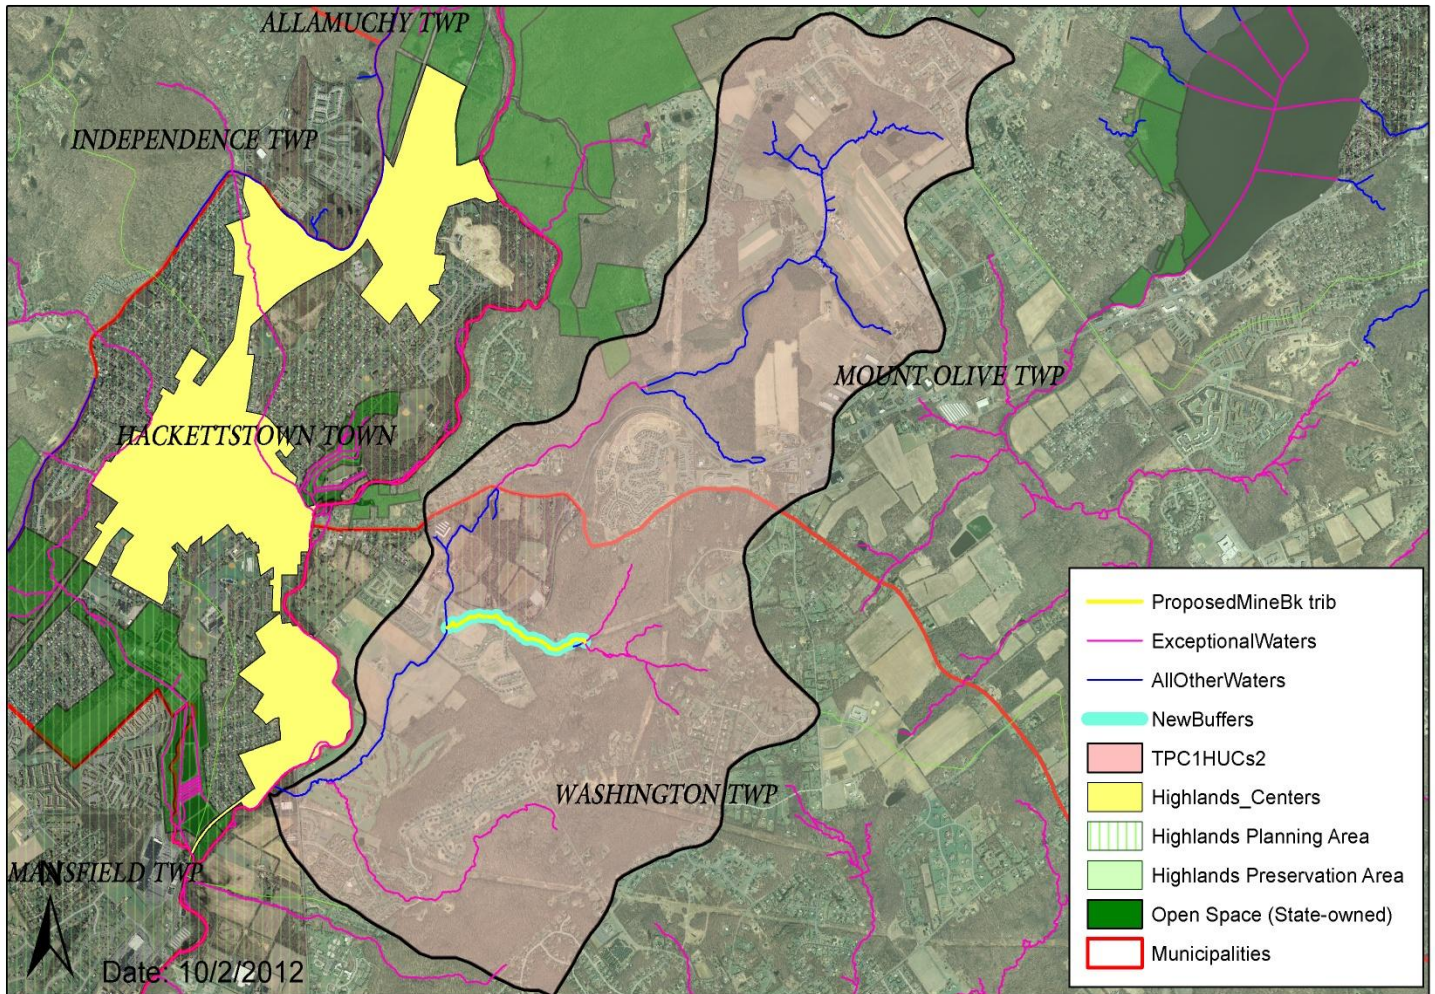 ALLAMUCHY TWP
INDEPENDENCE TWP
MOUNT OLIVE TWP
HACKETTSTOWN TOWN
WASHINGTON TWP
MANSFIELD TWP
N
Date: 10/2/2012
ProposedMineBk trib
ExceptionalWaters
AllOtherWaters
NewBuffers
TPC1HUCs2
Highlands_Centers
Highlands Planning Area
Highlands Preservation Area
Open Space (State-owned)
Municipalities